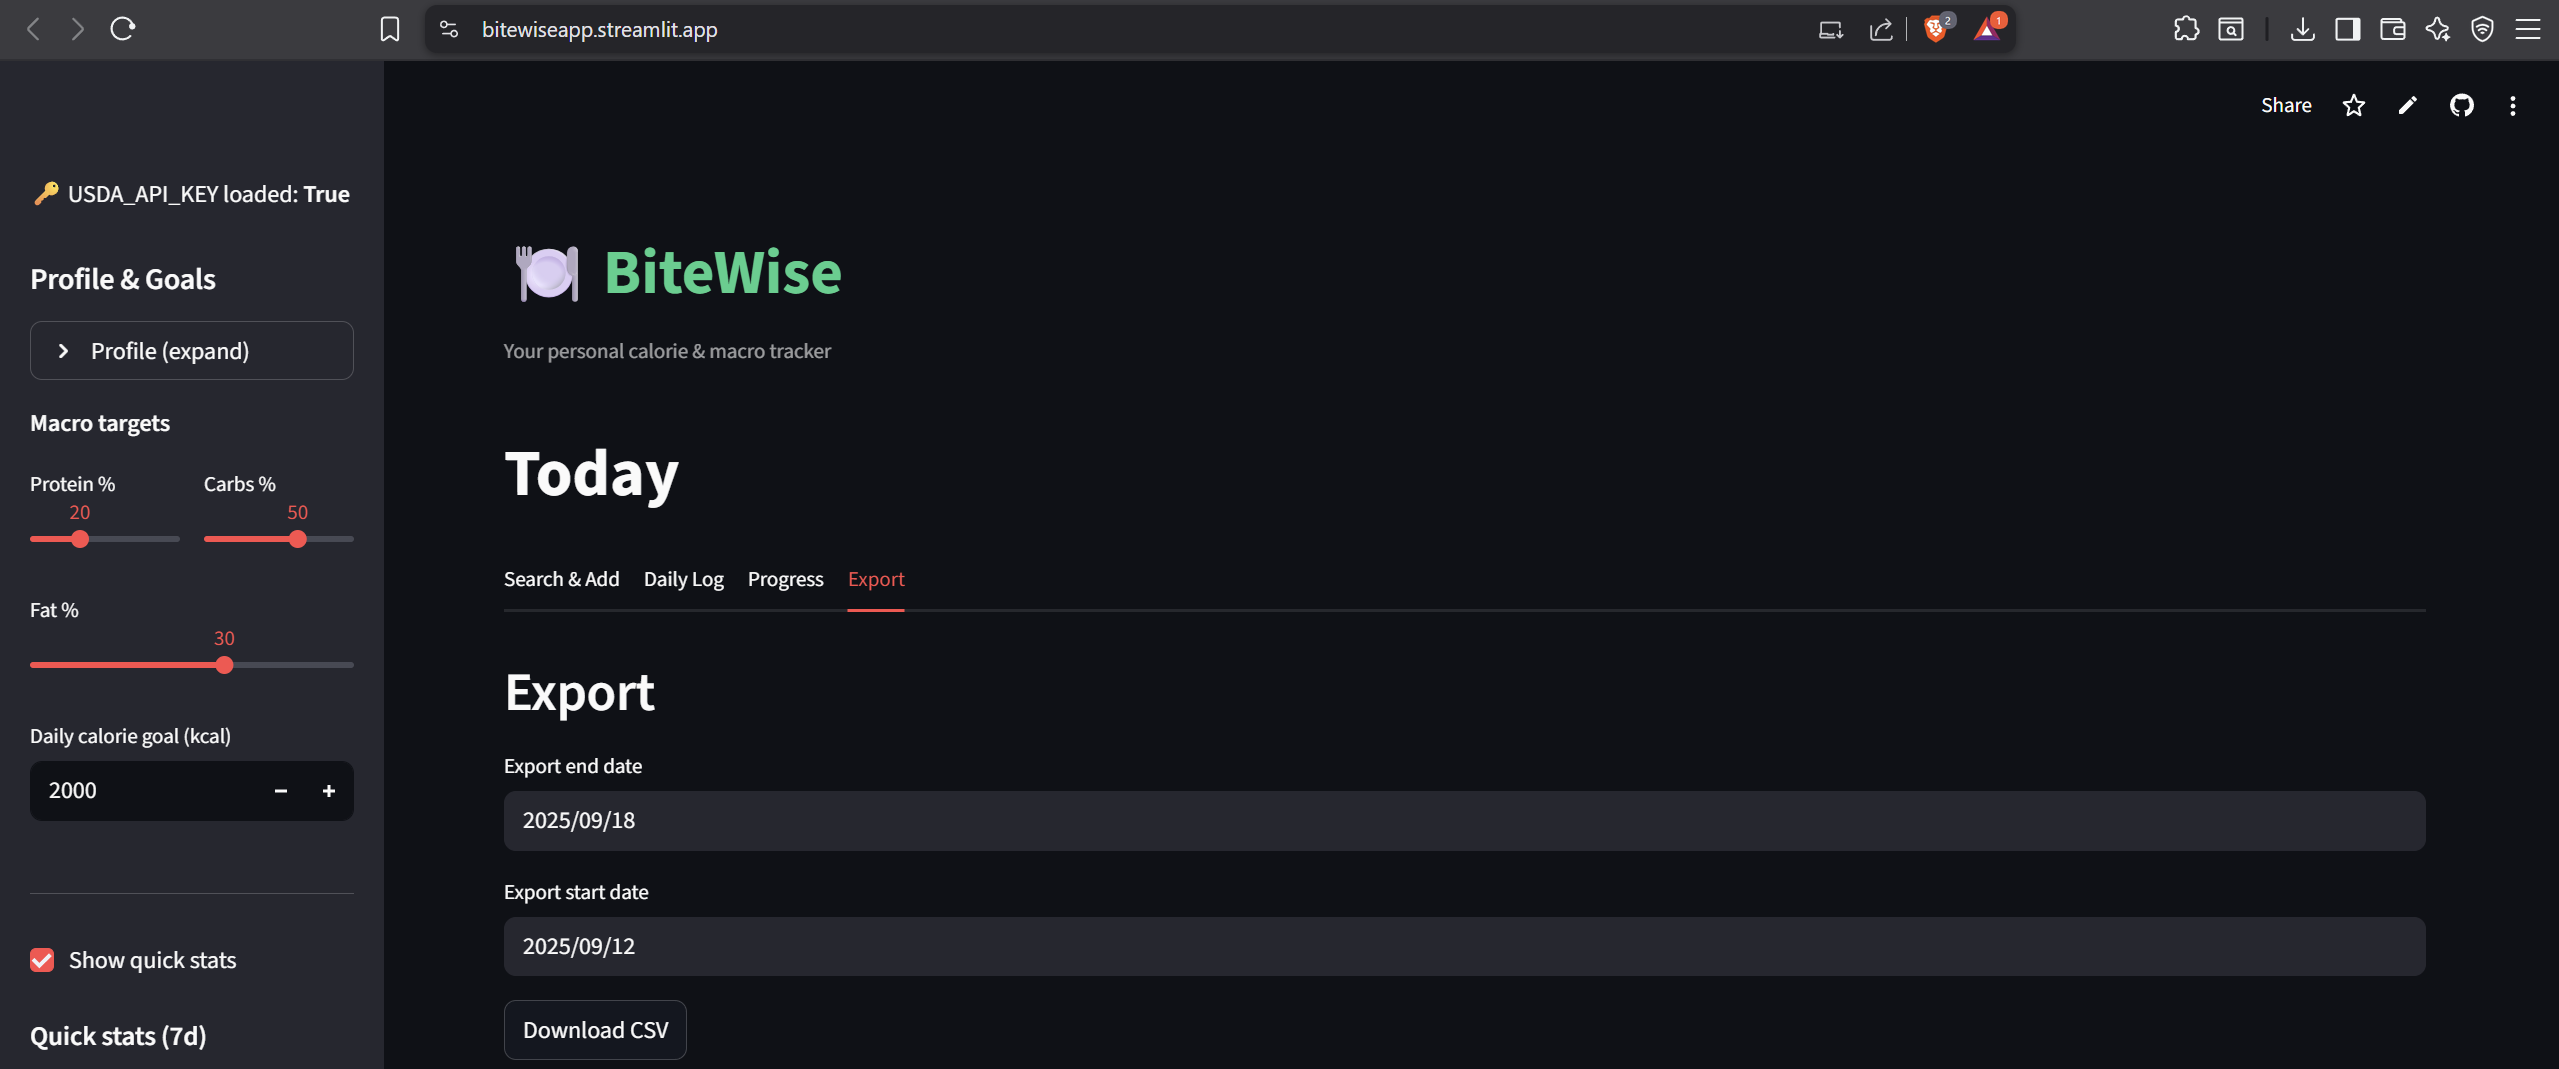 bitewiseapp.streamlit.app
2
1
Share
USDA_API_KEY loaded: True
Profile & Goals
Profile (expand)
Macro targets
Protein %
Carbs %
20
50
Fat %
30
Daily calorie goal (kcal)
2000
Show quick stats
Quick stats (7d)
BiteWise
Your personal calorie & macro tracker
Today
Search & Add Daily Log Progress Export
Export
Export end date
2025/09/18
Export start date
2025/09/12
Download CSV